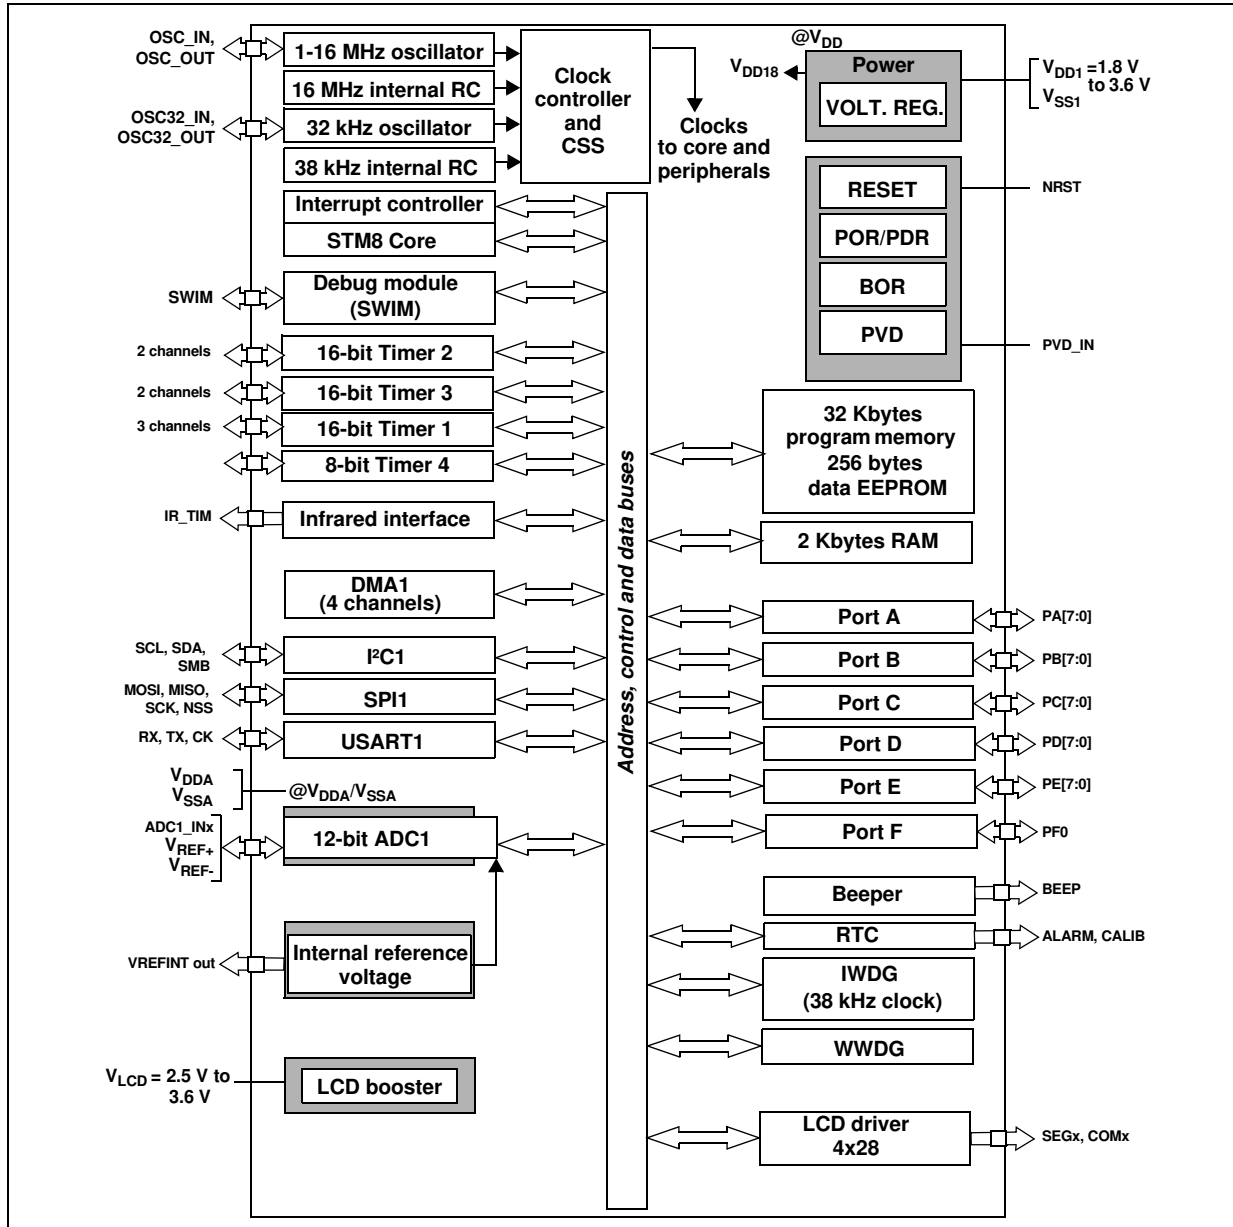 OSC_IN,
OSC_OUT
1-16 MHz oscillator
16 MHz internal RC
OSC32_IN,
OSC32_OUT
32 kHz oscillator
38 kHz internal RC
Clock
controller
and
CSS
Clocks
to core and
peripherals
@VDD
VDD18
Power
VOLT. REG.
VDD1 =1.8 V
to 3.6 V
VSS1
RESET
NRST
POR/PDR
BOR
PVD
PVD_IN
Interrupt controller
STM8 Core
SWIM
Debug module
(SWIM)
2 channels
16-bit Timer 2
2 channels
16-bit Timer 3
3 channels
16-bit Timer 1
8-bit Timer 4
IR_TIM
Infrared interface
DMA1
(4 channels)
SCL, SDA,
SMB
I²C1
MOSI, MISO,
SCK, NSS
SPI1
RX, TX, CK
USART1
VDDA
VSSA
@VDDA/VSSA
ADC1_INx
VREF+
VREF-
12-bit ADC1
VREFINT out
Internal reference
voltage
VLCD = 2.5 V to
3.6 V
LCD booster
Address, control and data buses
32 Kbytes
program memory
256 bytes
data EEPROM
2 Kbytes RAM
Port A
PA[7:0]
Port B
PB[7:0]
Port C
PC[7:0]
Port D
PD[7:0]
Port E
PE[7:0]
Port F
PF0
Beeper
BEEP
RTC
ALARM, CALIB
IWDG
(38 kHz clock)
WWDG
LCD driver
4x28
SEGx, COMx